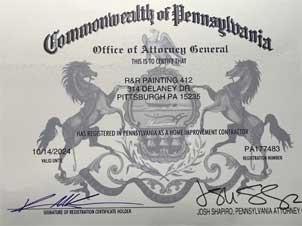 Commonwealth of Pennsylvania
Office of Attorney General
THIS IS TO CERTIFY THAT
R&R PAINTING 412
314 DELANEY DR
PITTSBURGH PA 15235
HAS REGISTERED IN PENNSYLVANIA AS A HOME IMPROVEMENT CONTRACTOR
10/14/2024 PA177483
VALID UNTIL REGISTRATION NUMBER
SIGNATURE OF REGISTRATION CERTIFICATE HOLDER
JOSH SHAPIRO, PENNSYLVANIA ATTORNEY